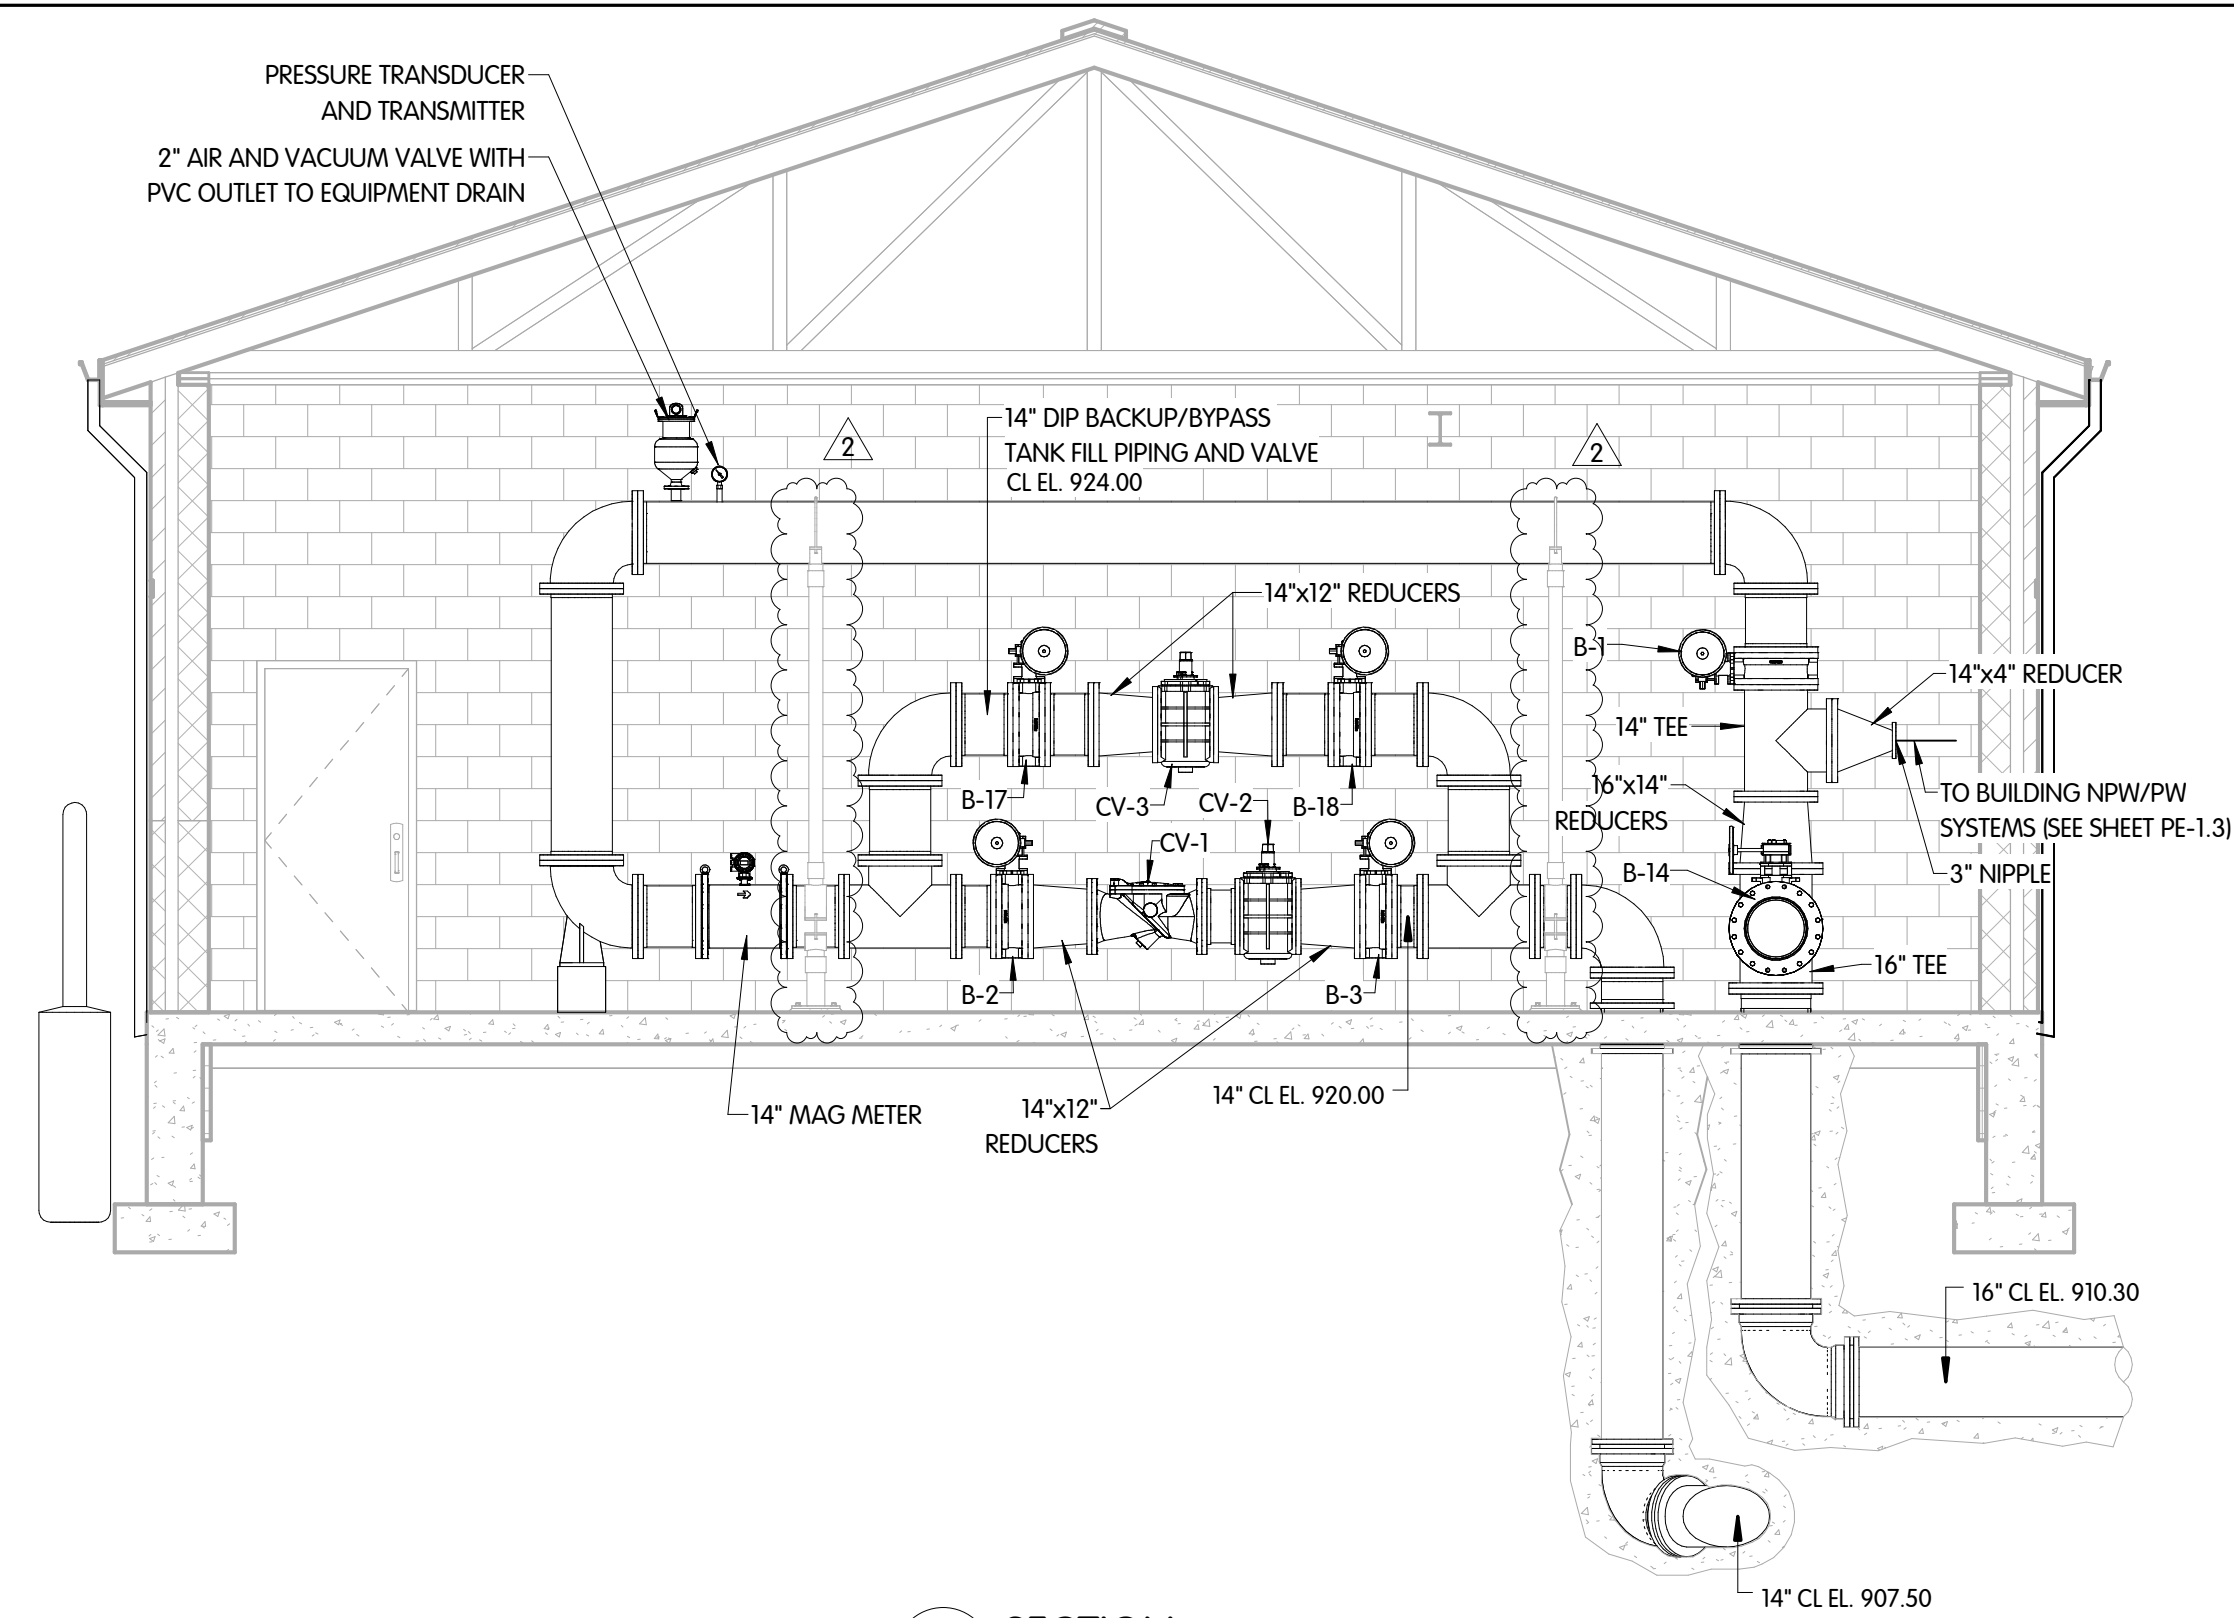 PRESSURE TRANSDUCER
AND TRANSMITTER
2" AIR AND VACUUM VALVE WITH
PVC OUTLET TO EQUIPMENT DRAIN
14" DIP BACKUP/BYPASS
TANK FILL PIPING AND VALVE
CL EL. 924.00
2
2
14"x12" REDUCERS
B-1
14"x4" REDUCER
14" TEE
16"x14"
REDUCERS
TO BUILDING NPW/PW
SYSTEMS (SEE SHEET PE-1.3)
3" NIPPLE
B-17
CV-3
CV-2
B-18
CV-1
B-14
16" TEE
B-2
B-3
14" MAG METER
14"x12"
REDUCERS
14" CL EL. 920.00
16" CL EL. 910.30
14" CL EL. 907.50
SECTION